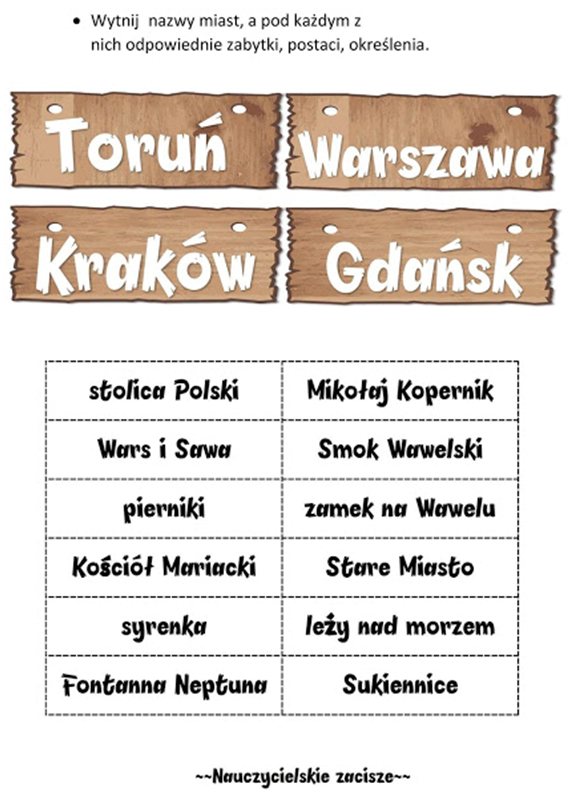 • Wytnij nazwy miast, a pod każdym z
nich odpowiednie zabytki, postaci, określenia.
Toruń
Warszawa
Kraków
Gdańsk
stolica Polski
Mikołaj Kopernik
Wars i Sawa
Smok Wawelski
pierniki
zamek na Wawelu
Kościół Mariacki
Stare Miasto
syrenka
leży nad morzem
Fontanna Neptuna
Sukiennice
~~Nauczycielskie zacisze~~